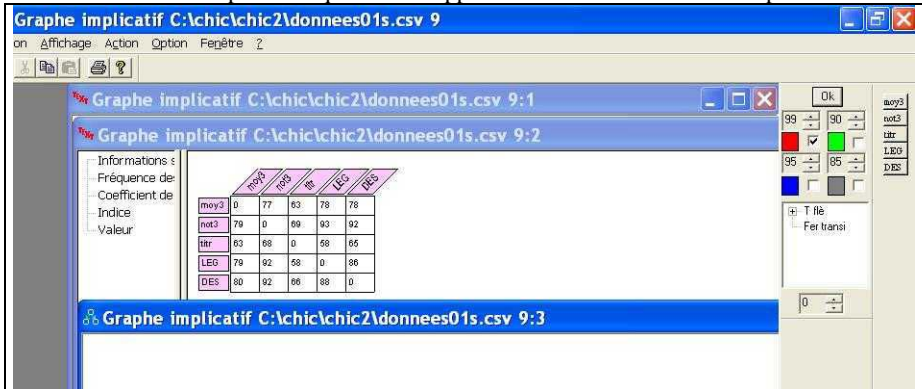 Graphe implicatif C:\chic\chic2\donnees01s.csv 9
on Affichage Action Option Fenêtre ?
Graphe implicatif C:\chic\chic2\donnees01s.csv 9:1
Graphe implicatif C:\chic\chic2\donnees01s.csv 9:2
Informations s
Fréquence de
Coefficient de
Indice
Valeur
moy3 not3 titr LEG DES
moy3 0 77 63 78 78
not3 79 0 69 93 92
titr 63 68 0 58 65
LEG 79 92 58 0 86
DES 80 92 66 88 0
Graphe implicatif C:\chic\chic2\donnees01s.csv 9:3
Ok
99 90
95 85
T flè
Fer transi
0
moy3
not3
titr
LEG
DES